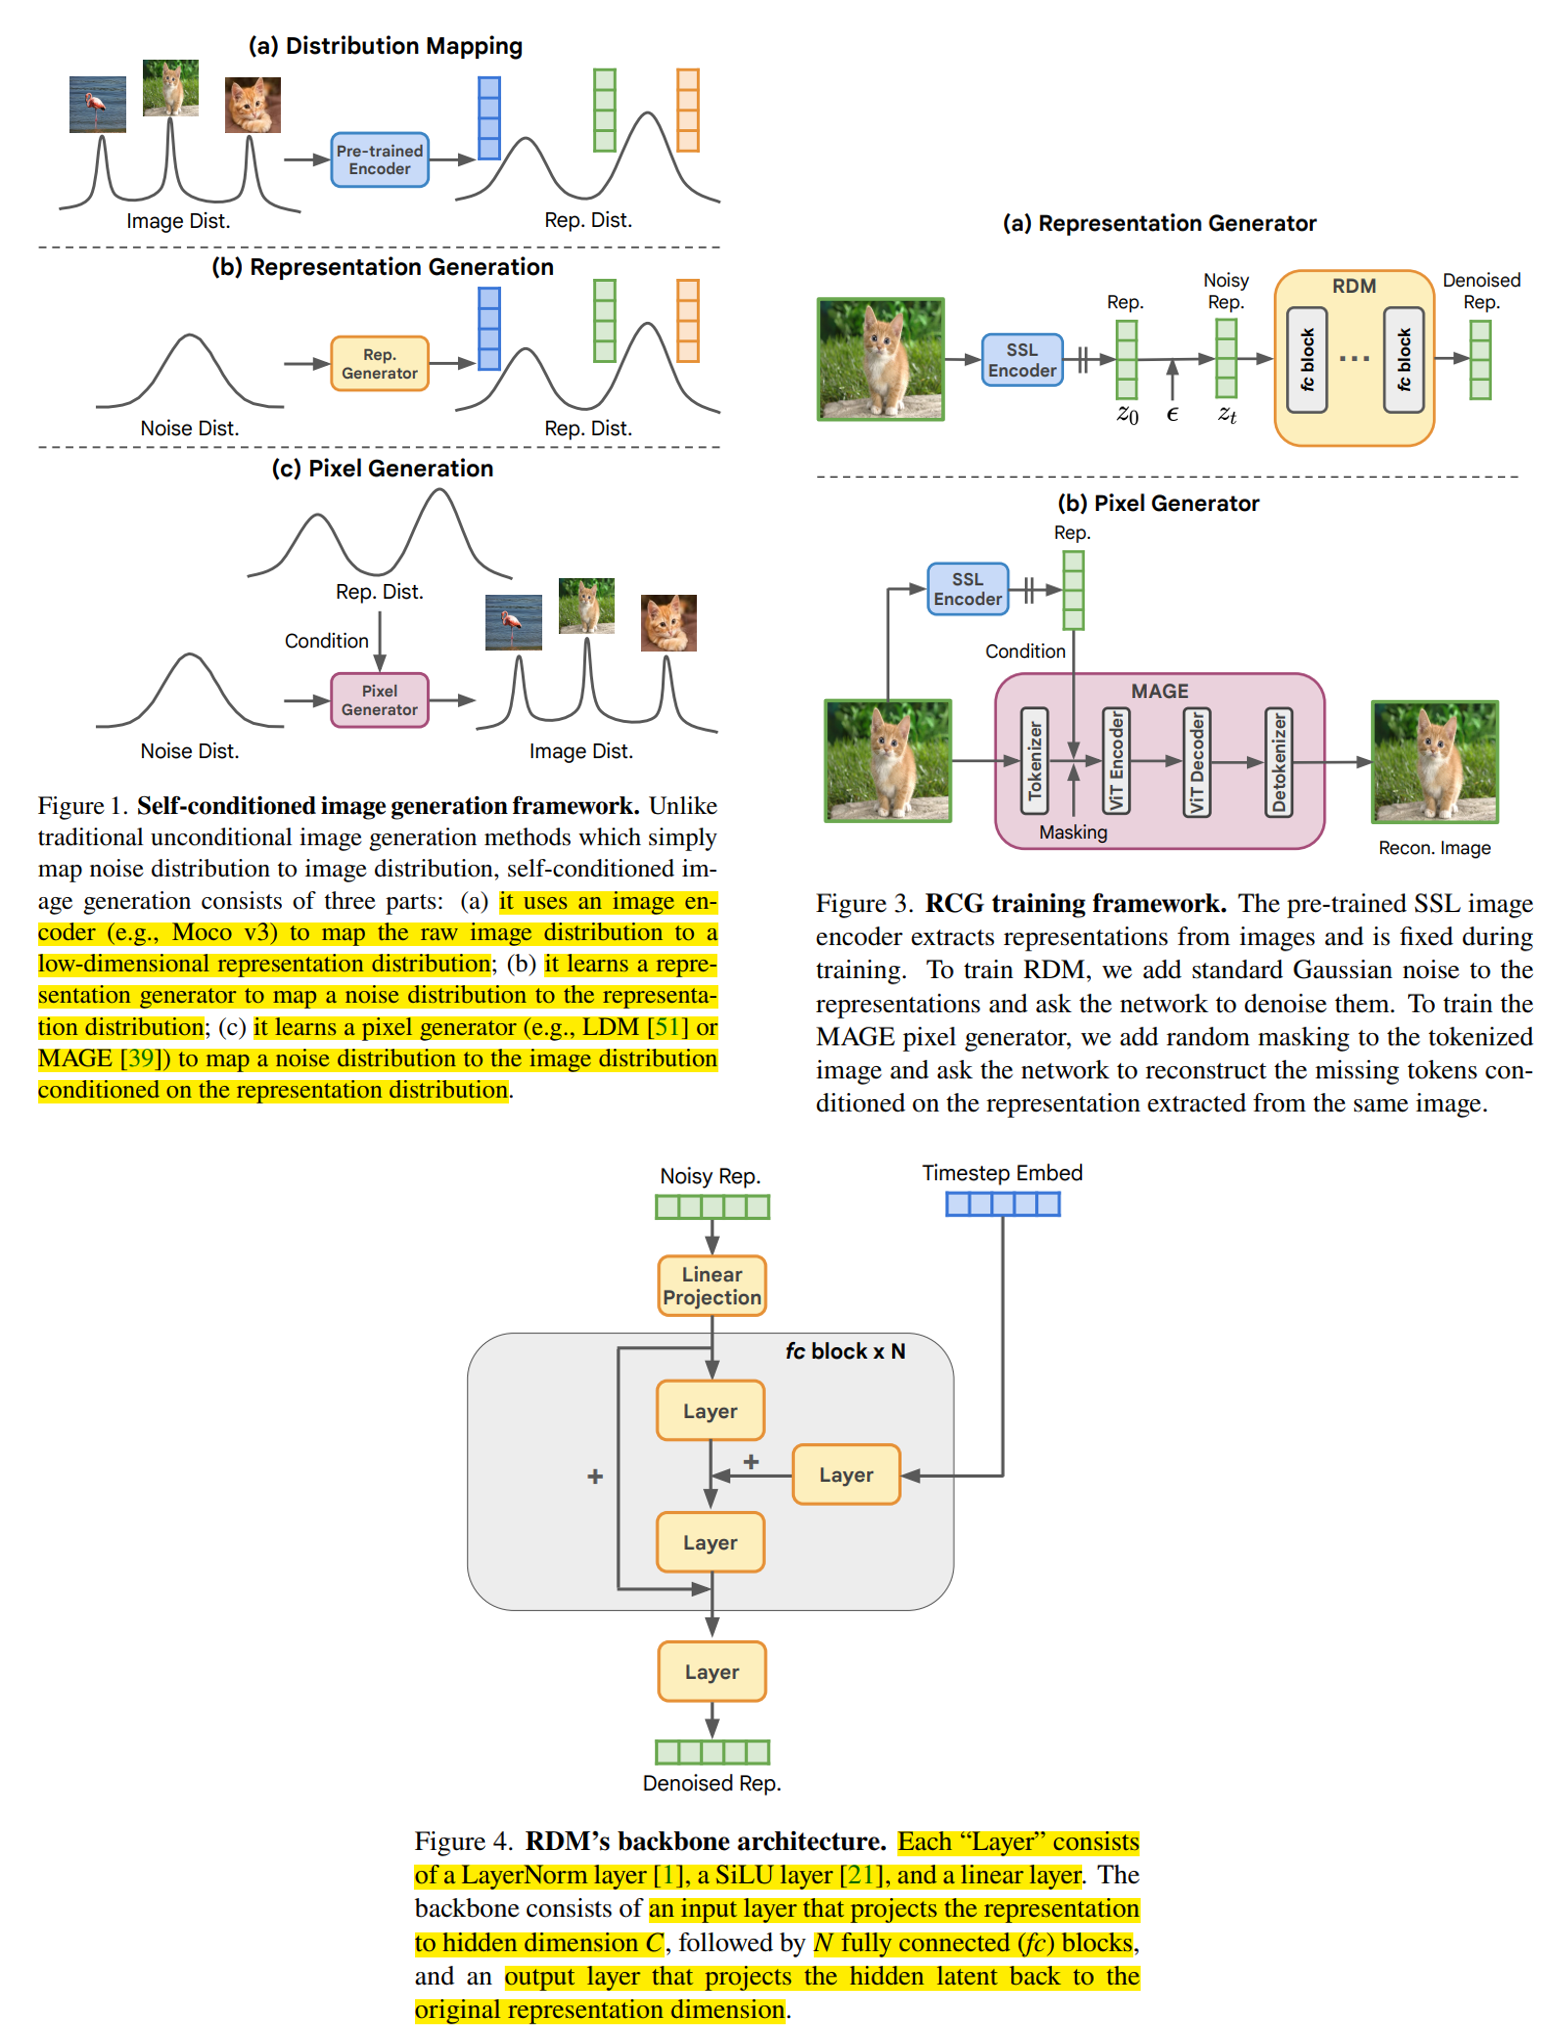 (a) Distribution Mapping
Pre-trained
Encoder
Image Dist.
Rep. Dist.
(b) Representation Generation
Rep.
Generator
Noise Dist.
Rep. Dist.
(c) Pixel Generation
Rep. Dist.
Condition
Pixel
Generator
Noise Dist.
Image Dist.
Figure 1. Self-conditioned image generation framework. Unlike
traditional unconditional image generation methods which simply
map noise distribution to image distribution, self-conditioned im-
age generation consists of three parts: (a) it uses an image en-
coder (e.g., Moco v3) to map the raw image distribution to a
low-dimensional representation distribution; (b) it learns a repre-
sentation generator to map a noise distribution to the representa-
tion distribution; (c) it learns a pixel generator (e.g., LDM [51] or
MAGE [39]) to map a noise distribution to the image distribution
conditioned on the representation distribution.
(a) Representation Generator
SSL
Encoder
Rep.
z0
ϵ
Noisy
Rep.
zt
RDM
fc block
...
fc block
Denoised
Rep.
(b) Pixel Generator
Rep.
SSL
Encoder
Condition
MAGE
Tokenizer
ViT Encoder
ViT Decoder
Detokenizer
Masking
Recon. Image
Figure 3. RCG training framework. The pre-trained SSL image
encoder extracts representations from images and is fixed during
training. To train RDM, we add standard Gaussian noise to the
representations and ask the network to denoise them. To train the
MAGE pixel generator, we add random masking to the tokenized
image and ask the network to reconstruct the missing tokens con-
ditioned on the representation extracted from the same image.
Noisy Rep.
Timestep Embed
Linear
Projection
fc block x N
Layer
+
+
Layer
Layer
Layer
Denoised Rep.
Figure 4. RDM's backbone architecture. Each “Layer” consists
of a LayerNorm layer [1], a SiLU layer [21], and a linear layer. The
backbone consists of an input layer that projects the representation
to hidden dimension C, followed by N fully connected (fc) blocks,
and an output layer that projects the hidden latent back to the
original representation dimension.